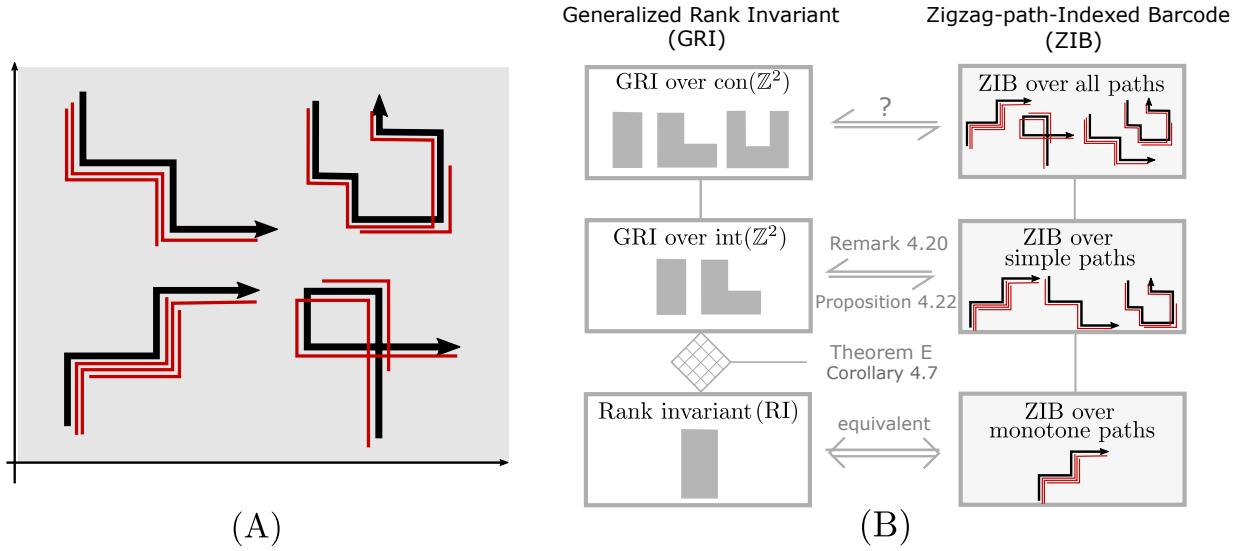 Generalized Rank Invariant
(GRI)
Zigzag-path-Indexed Barcode
(ZIB)
GRI over con(ℤ²)
?
ZIB over all paths
GRI over int(ℤ²)
Remark 4.20
Proposition 4.22
ZIB over
simple paths
Theorem E
Corollary 4.7
Rank invariant (RI)
equivalent
ZIB over
monotone paths
(A)
(B)